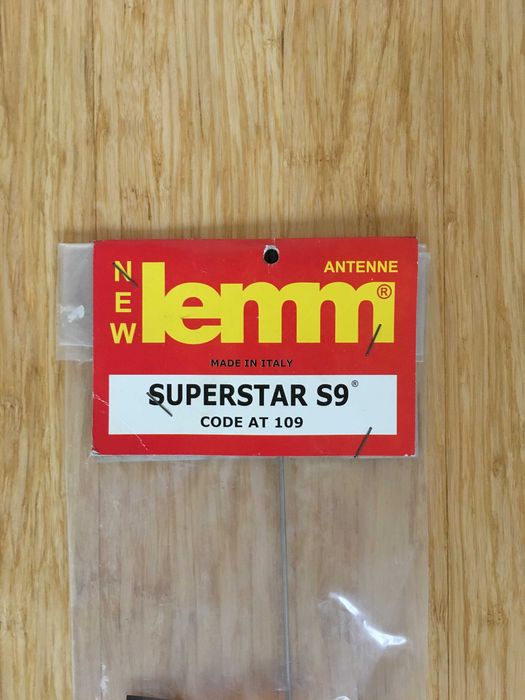 NEW
lemm®
ANTENNE
MADE IN ITALY
SUPERSTAR S9®
CODE AT 109